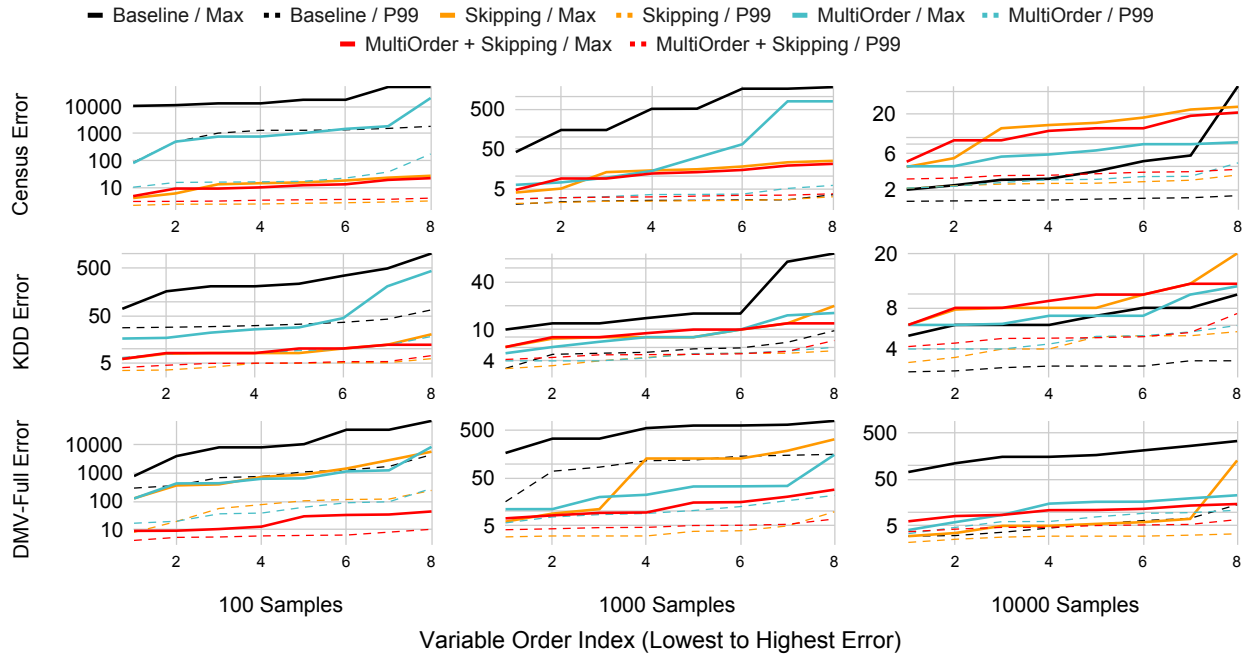 Baseline / Max Baseline / P99 Skipping / Max Skipping / P99 MultiOrder / Max MultiOrder / P99
MultiOrder + Skipping / Max MultiOrder + Skipping / P99
Census Error
10000
1000
100
10
2 4 6 8
500
50
5
2 4 6 8
20
6
2
2 4 6 8
KDD Error
500
50
5
2 4 6 8
40
10
4
2 4 6 8
20
8
4
2 4 6 8
DMV-Full Error
10000
1000
100
10
2 4 6 8
500
50
5
2 4 6 8
500
50
5
2 4 6 8
100 Samples 1000 Samples 10000 Samples
Variable Order Index (Lowest to Highest Error)